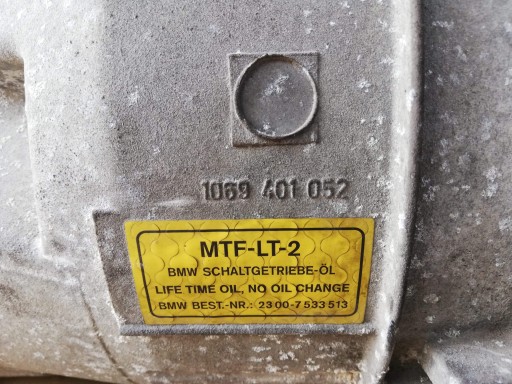 1069 401 052
MTF-LT-2
BMW SCHALTGETRIEBE-ÖL
LIFE TIME OIL, NO OIL CHANGE
BMW BEST.-NR.: 23 00-7 533 513